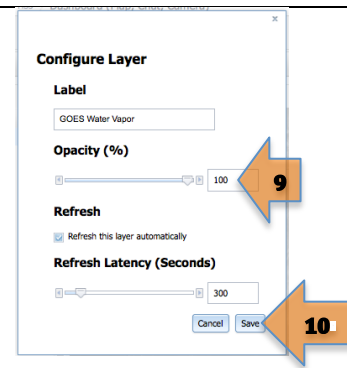 x
Configure Layer
Label
GOES Water Vapor
Opacity (%)
100
9
Refresh
Refresh this layer automatically
Refresh Latency (Seconds)
300
Cancel Save
10